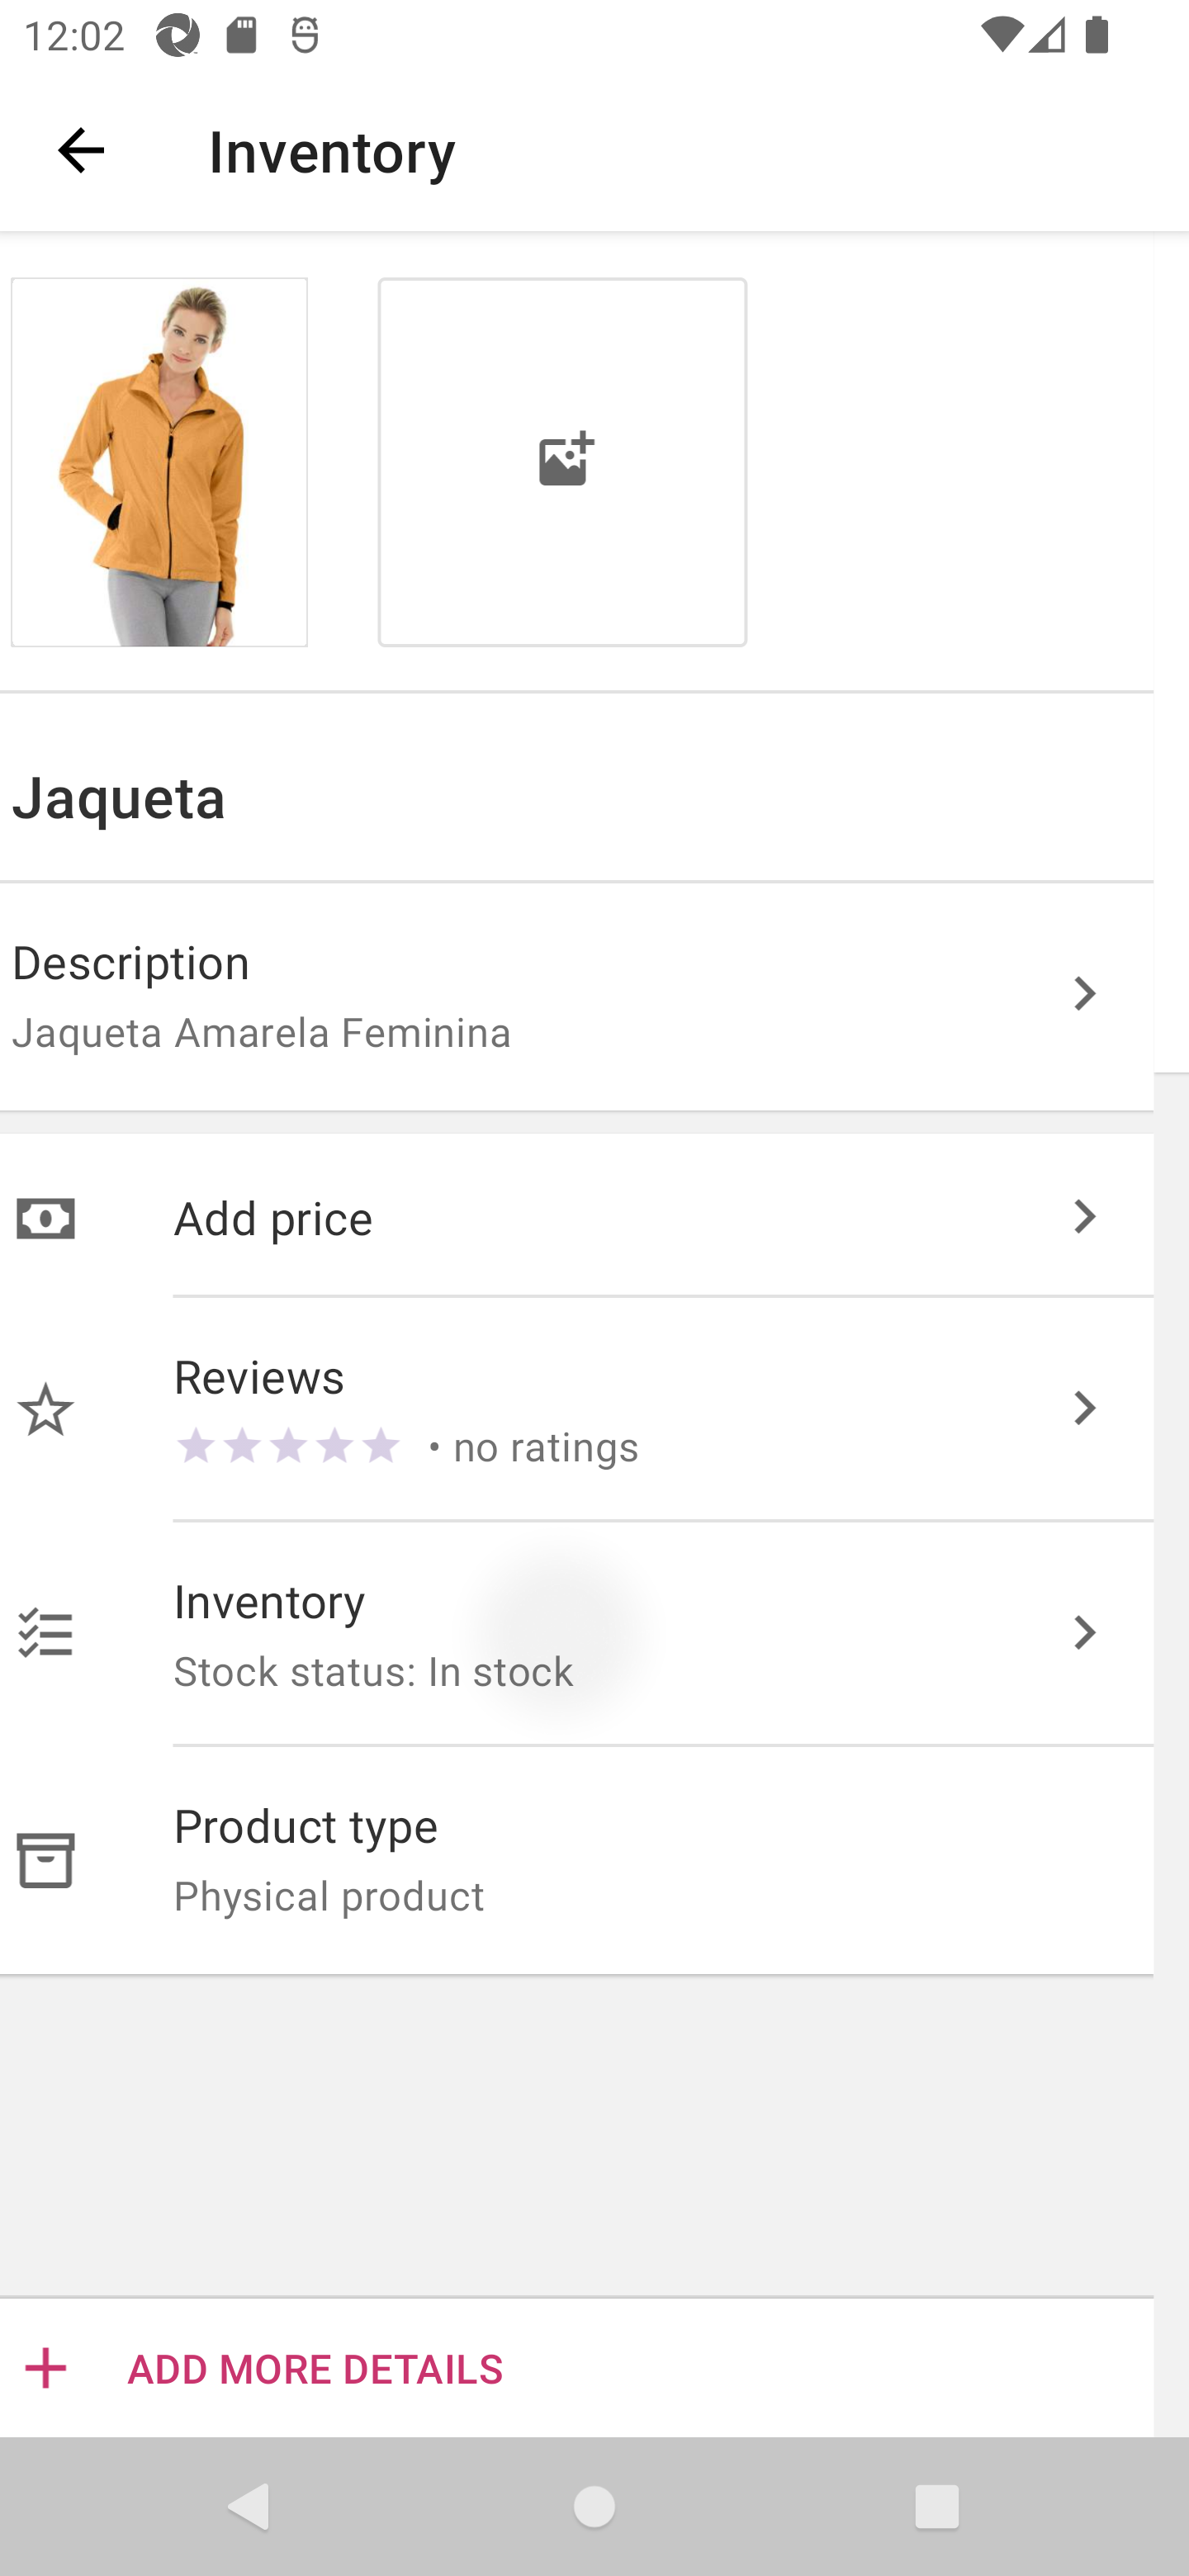 12:02
Inventory
Jaqueta
Description
Jaqueta Amarela Feminina
Add price
Reviews
• no ratings
Inventory
Stock status: In stock
Product type
Physical product
ADD MORE DETAILS